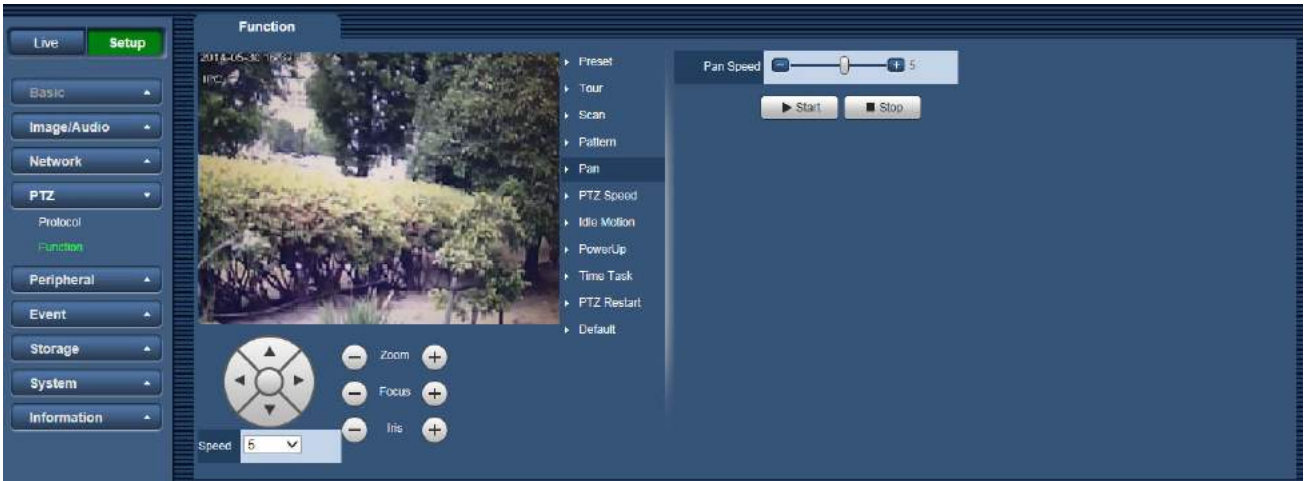 Live Setup
Basic
Image/Audio
Network
PTZ
Protocol
Function
Peripheral
Event
Storage
System
Information
Function
IPC
Preset
Tour
Scan
Pattern
Pan
PTZ Speed
Idle Motion
PowerUp
Time Task
PTZ Restart
Default
Zoom
Focus
Iris
Speed 5
Pan Speed 5
Start Stop